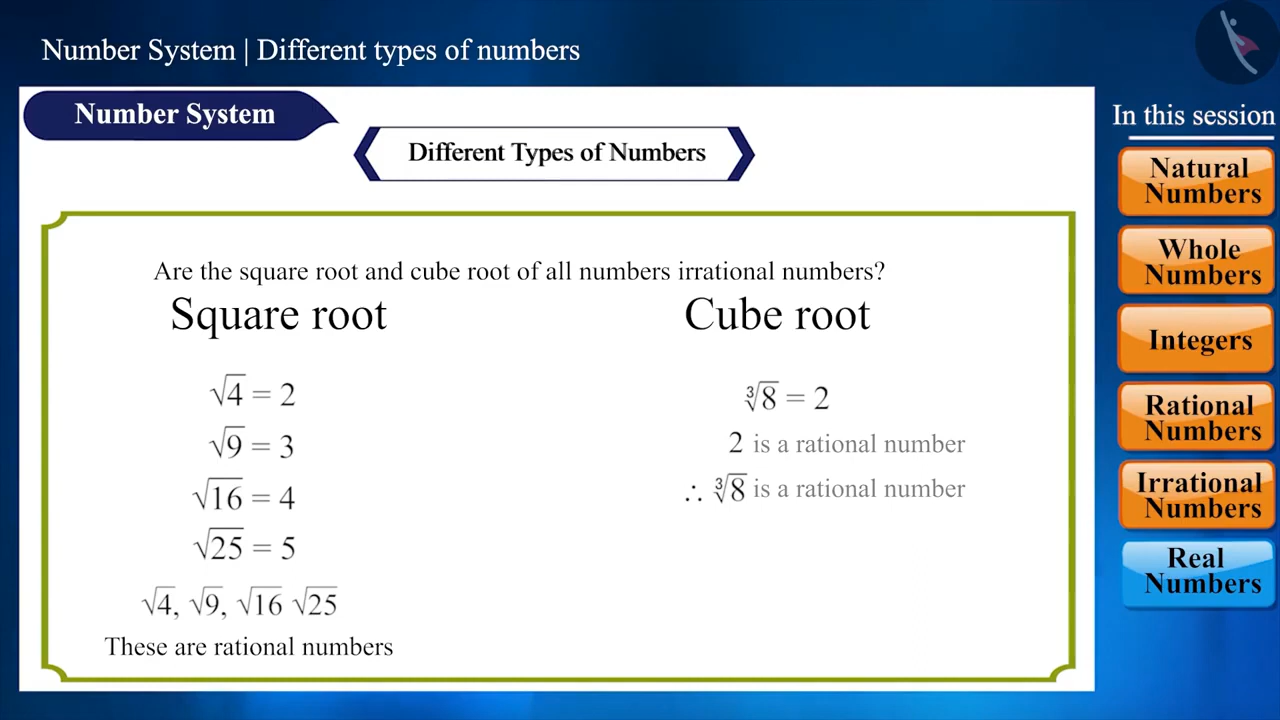 Number System | Different types of numbers
Number System
Different Types of Numbers
Are the square root and cube root of all numbers irrational numbers?
Square root
√4 = 2
√9 = 3
√16 = 4
√25 = 5
√4, √9, √16 √25
These are rational numbers
Cube root
∛8 = 2
2 is a rational number
∴ ∛8 is a rational number
In this session
Natural
Numbers
Whole
Numbers
Integers
Rational
Numbers
Irrational
Numbers
Real
Numbers